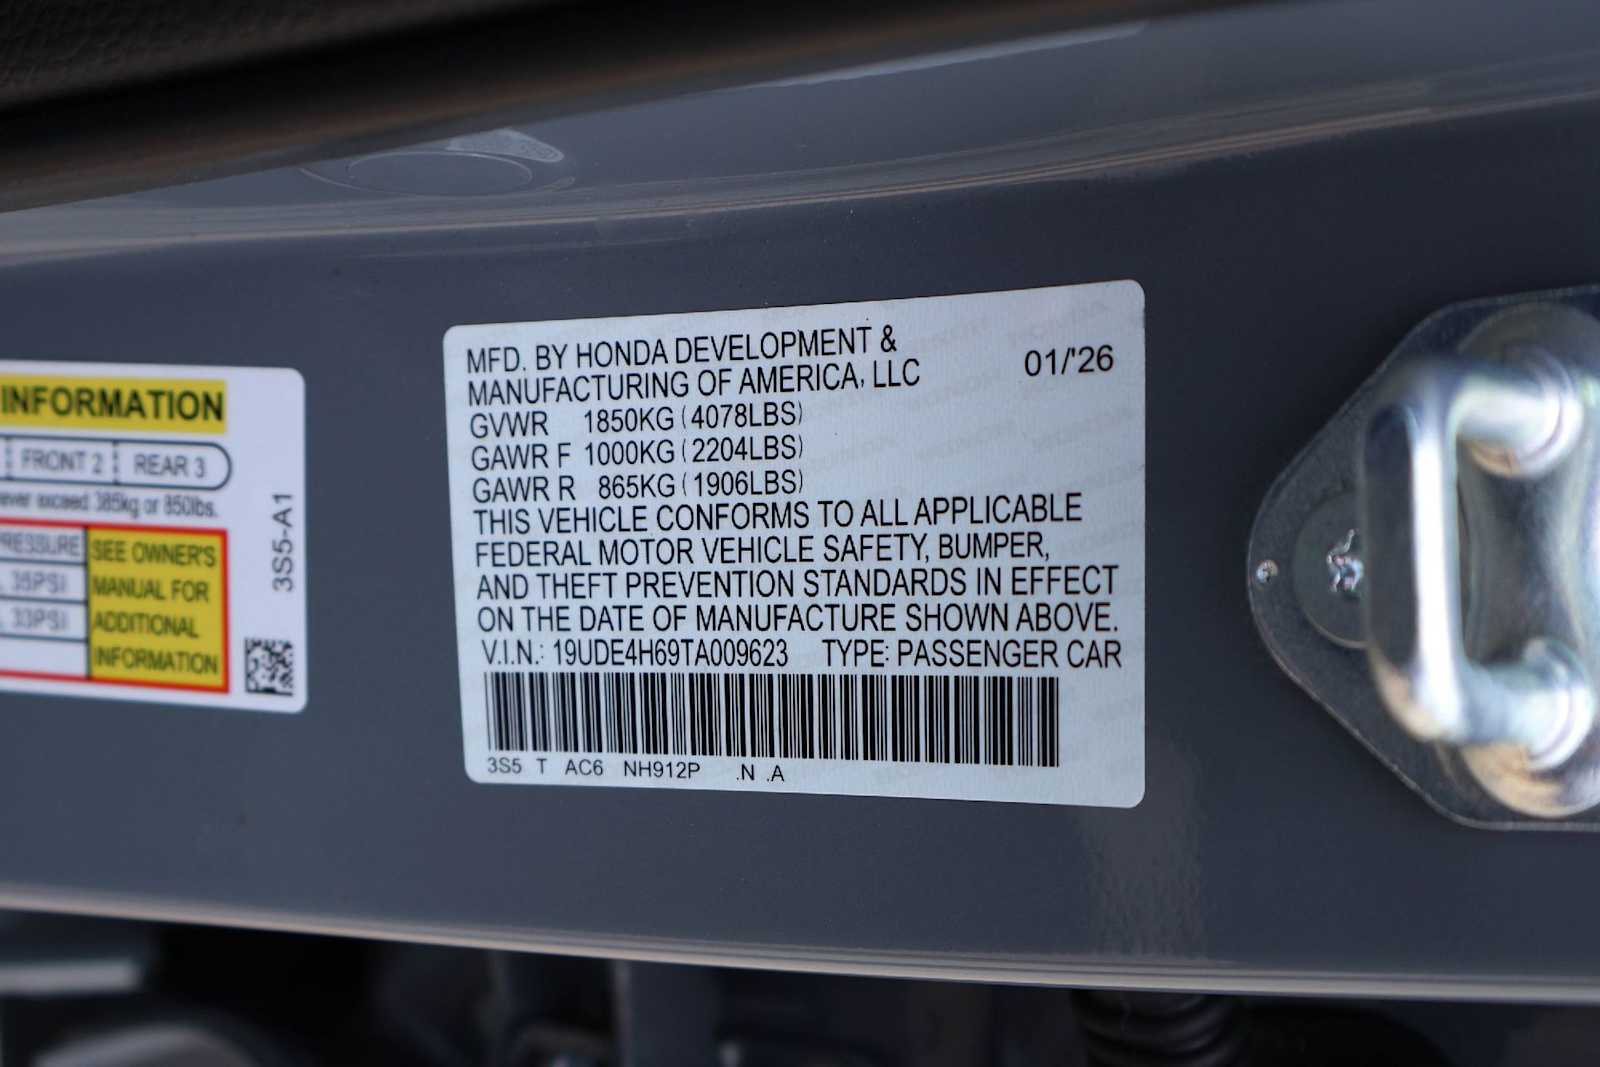 INFORMATION
FRONT 2 REAR 3
never exceed 385kg or 850lbs.
PRESSURE
35PSI
33PSI
SEE OWNER'S
MANUAL FOR
ADDITIONAL
INFORMATION
3S5-A1
MFD. BY HONDA DEVELOPMENT &
MANUFACTURING OF AMERICA, LLC
01/'26
GVWR 1850KG (4078LBS)
GAWR F 1000KG (2204LBS)
GAWR R 865KG (1906LBS)
THIS VEHICLE CONFORMS TO ALL APPLICABLE
FEDERAL MOTOR VEHICLE SAFETY, BUMPER,
AND THEFT PREVENTION STANDARDS IN EFFECT
ON THE DATE OF MANUFACTURE SHOWN ABOVE.
V.I.N.: 19UDE4H69TA009623 TYPE: PASSENGER CAR
3S5 T AC6 NH912P .N .A